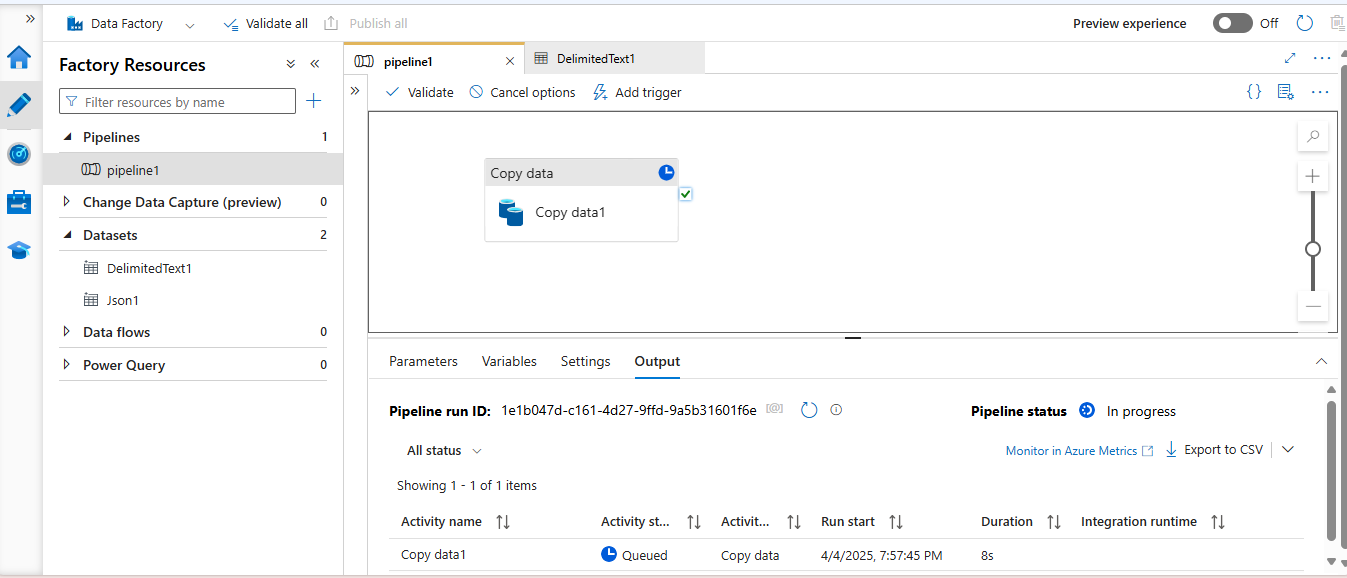 Data Factory
Validate all
Publish all
Preview experience
Off
Factory Resources
Filter resources by name
Pipelines 1
pipeline1
Change Data Capture (preview) 0
Datasets 2
DelimitedText1
Json1
Data flows 0
Power Query 0
pipeline1
DelimitedText1
Validate
Cancel options
Add trigger
{}
Copy data
Copy data1
Parameters Variables Settings Output
Pipeline run ID: 1e1b047d-c161-4d27-9ffd-9a5b31601f6e
Pipeline status In progress
All status
Monitor in Azure Metrics
Export to CSV
Showing 1 - 1 of 1 items
Activity name Activity st... Activit... Run start Duration Integration runtime
Copy data1 Queued Copy data 4/4/2025, 7:57:45 PM 8s